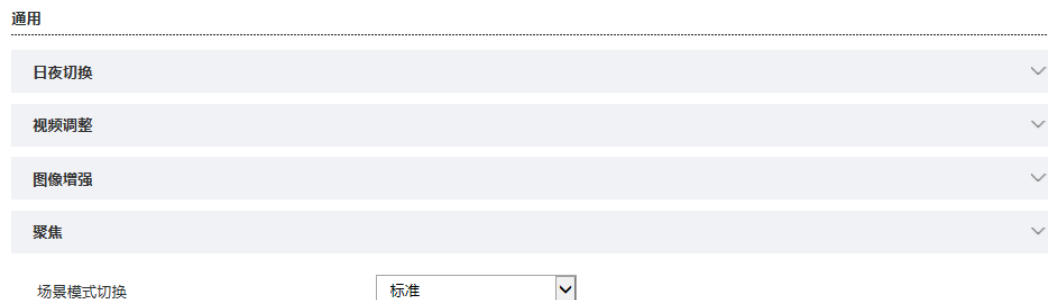 通用
日夜切换
视频调整
图像增强
聚焦
场景模式切换 标准